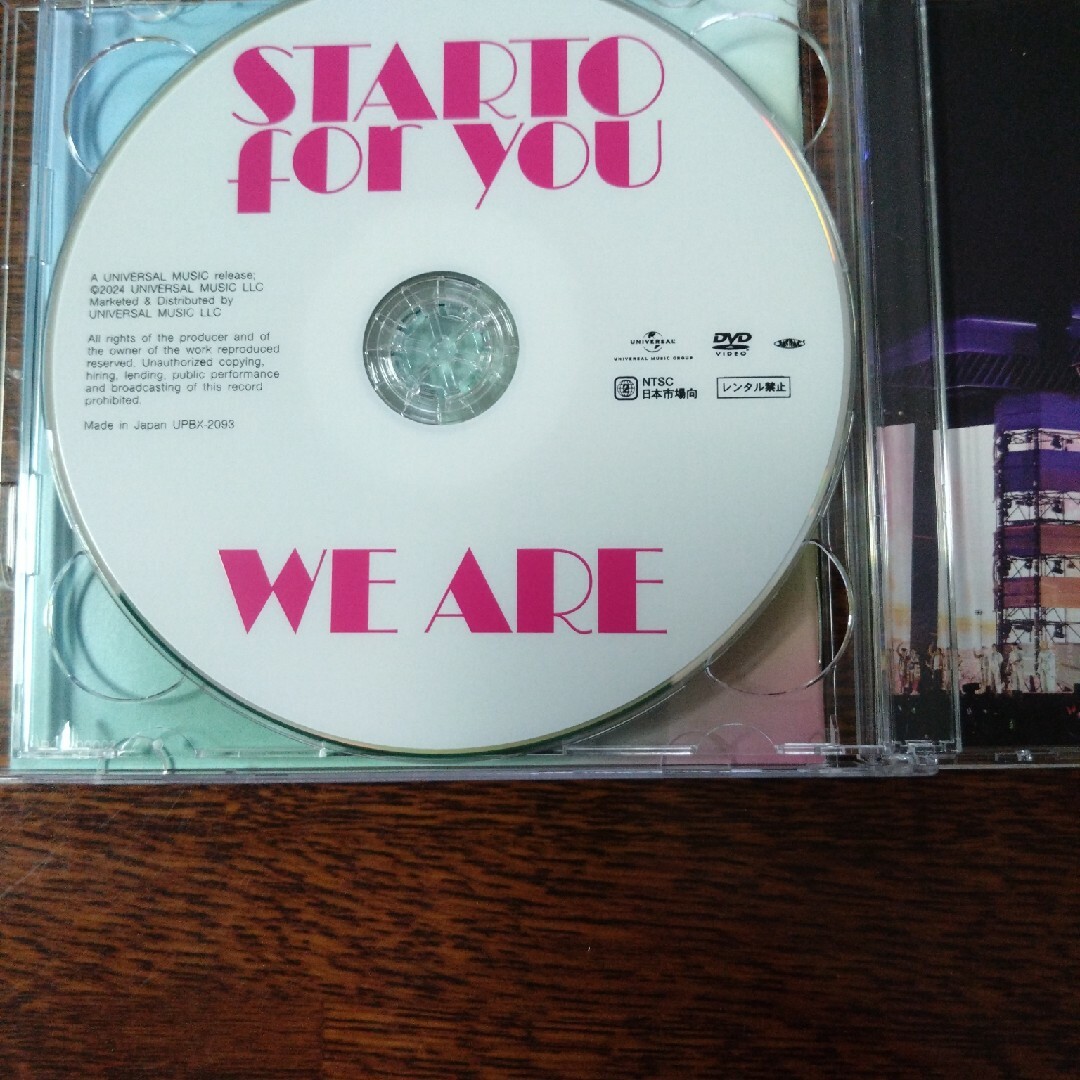 STARTO
for you
A UNIVERSAL MUSIC release;
©2024 UNIVERSAL MUSIC LLC
Marketed & Distributed by
UNIVERSAL MUSIC LLC
All rights of the producer and of
the owner of the work reproduced
reserved. Unauthorized copying,
hiring, lending, public performance
and broadcasting of this record
prohibited.
Made in Japan UPBX-2093
UNIVERSAL
UNIVERSAL MUSIC GROUP
DVD
VIDEO
2
NTSC
日本市場向
レンタル禁止
WE ARE